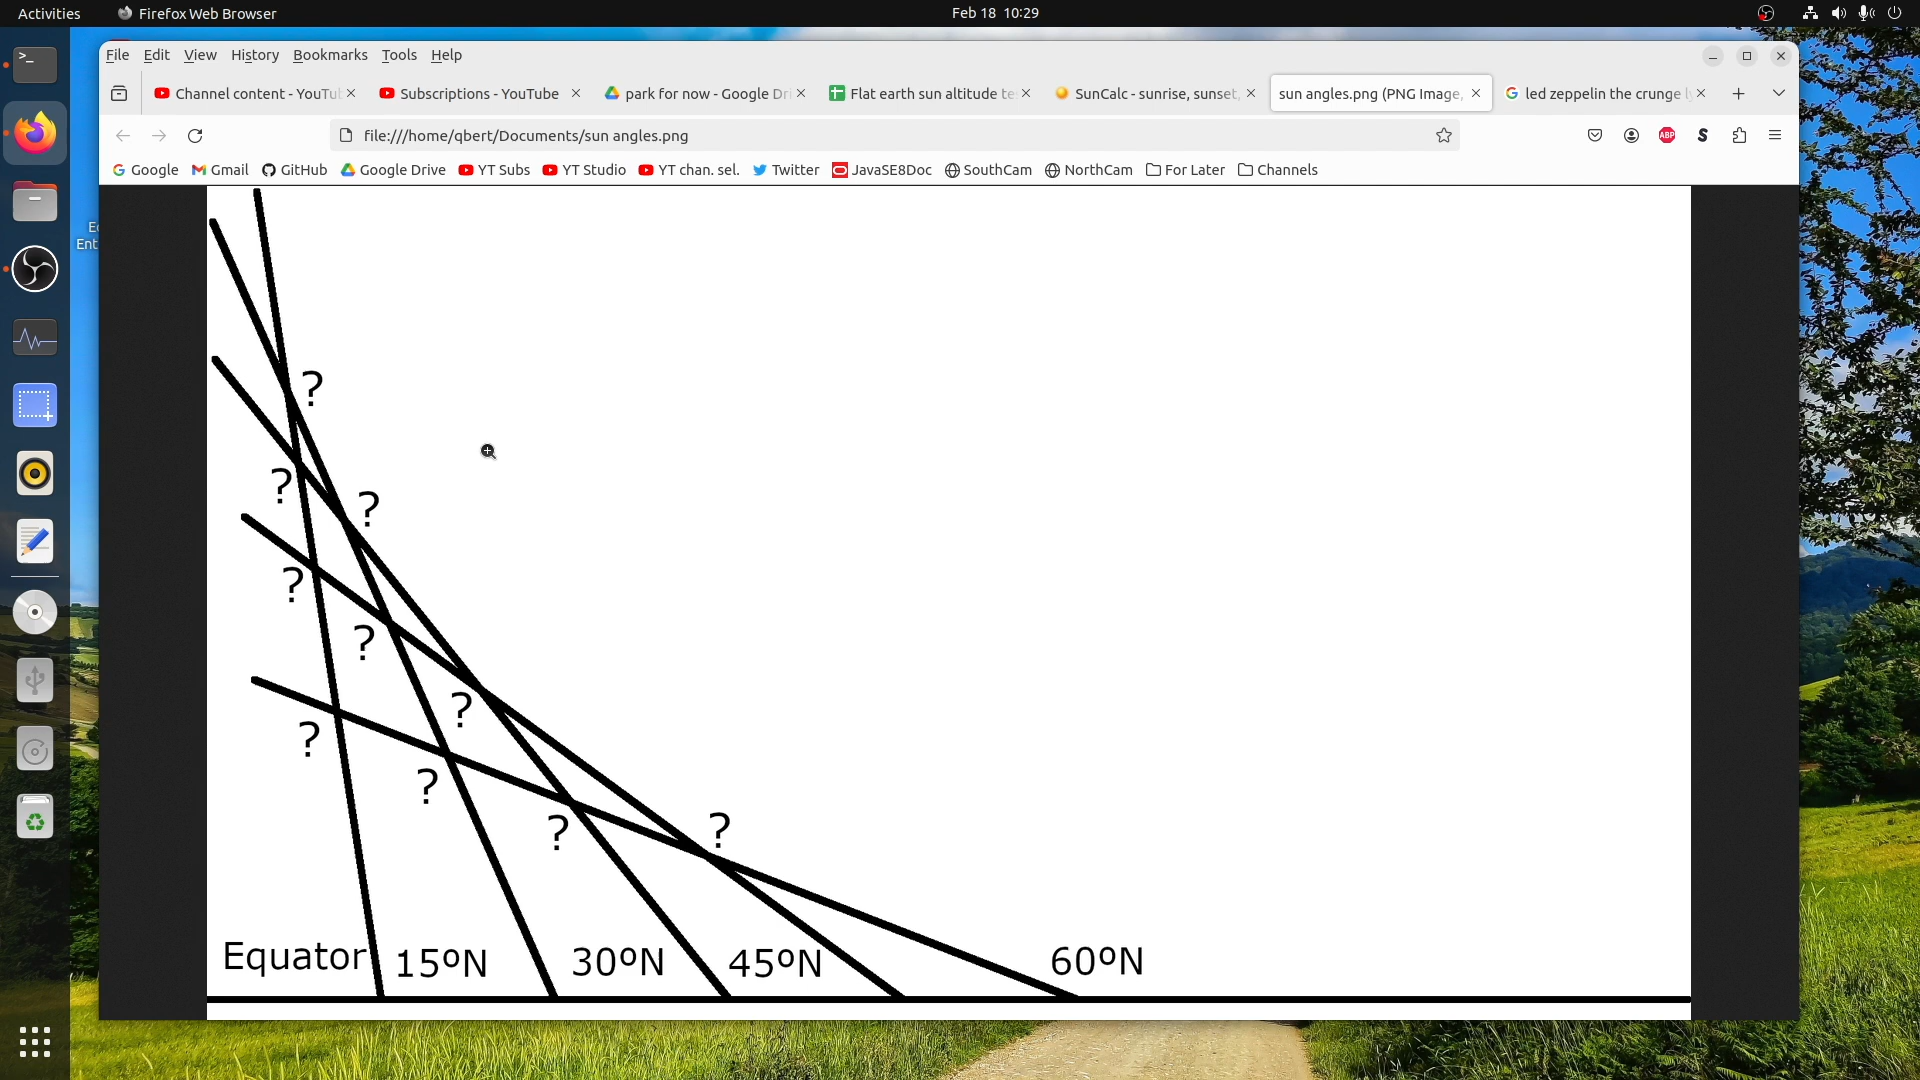 Activities Firefox Web Browser Feb 18 10:29
File Edit View History Bookmarks Tools Help
Channel content - YouTu Subscriptions - YouTube park for now - Google Dri Flat earth sun altitude te SunCalc - sunrise, sunset, sun angles.png (PNG Image, led zeppelin the crunge l
file:///home/qbert/Documents/sun angles.png ABP S
Google Gmail GitHub Google Drive YT Subs YT Studio YT chan. sel. Twitter JavaSE8Doc SouthCam NorthCam For Later Channels
Ent
?
?
?
?
?
?
?
?
?
?
Equator 15ºN 30ºN 45ºN 60ºN